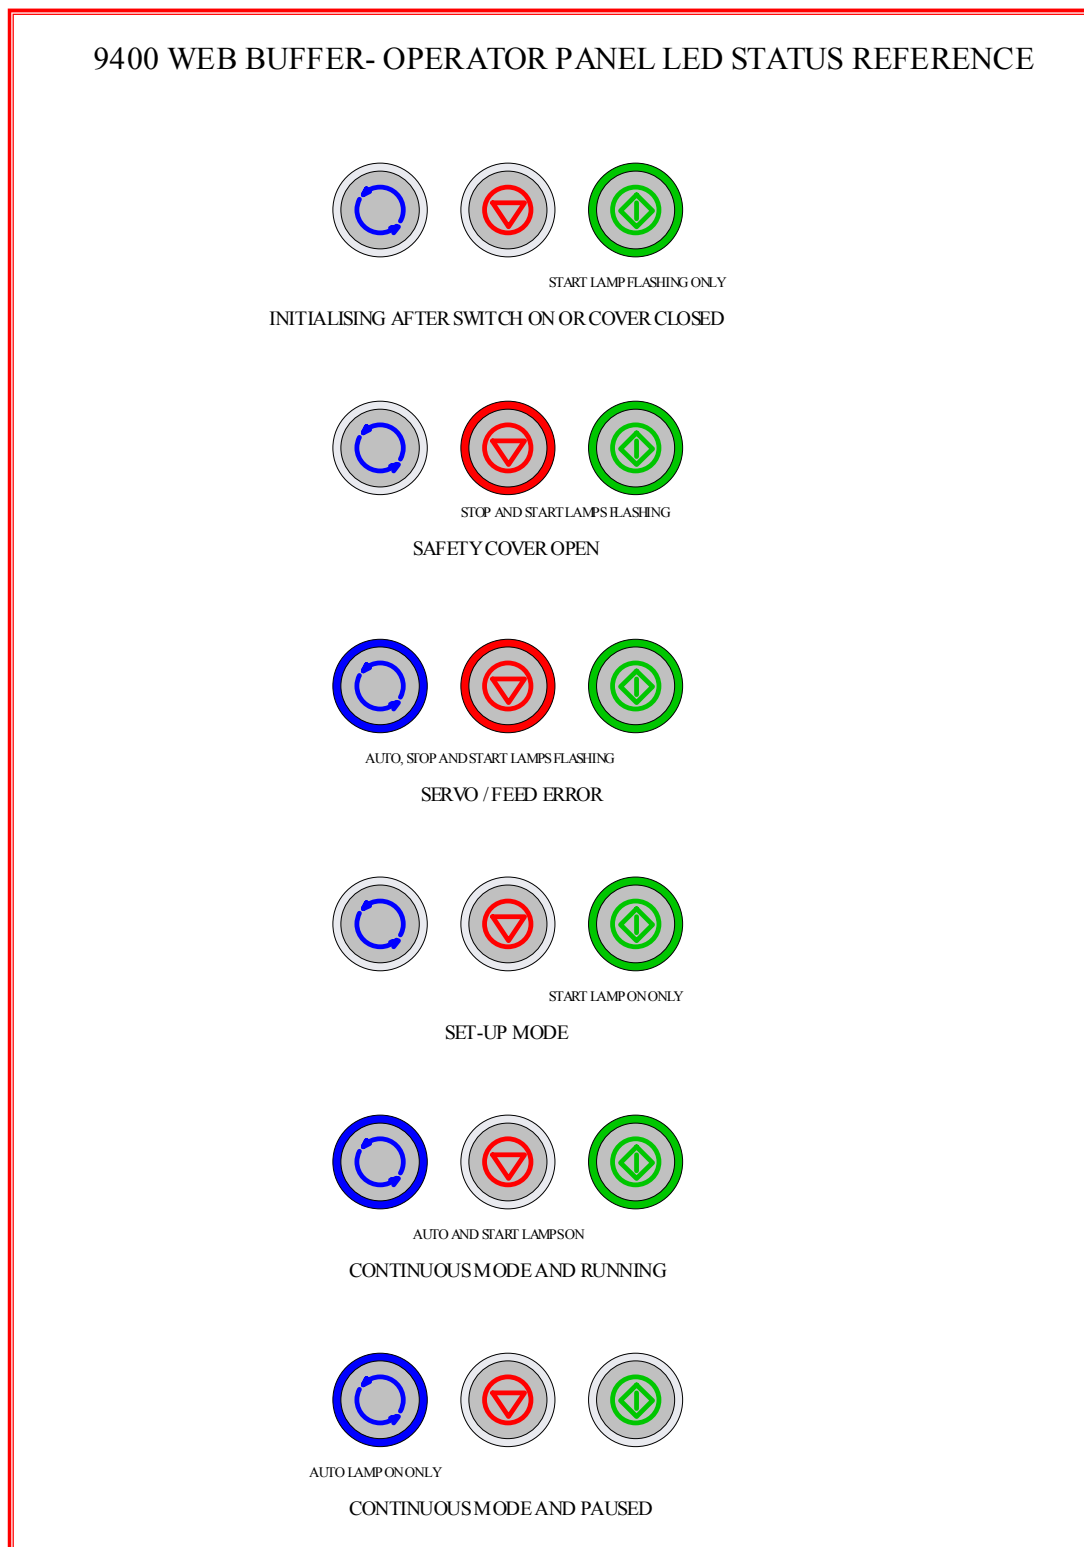 9400 WEB BUFFER- OPERATOR PANEL LED STATUS REFERENCE
START LAMP FLASHING ONLY
INITIALISING AFTER SWITCH ON OR COVER CLOSED
STOP AND START LAMPS FLASHING
SAFETY COVER OPEN
AUTO, STOP AND START LAMPS FLASHING
SERVO / FEED ERROR
START LAMP ON ONLY
SET-UP MODE
AUTO AND START LAMPS ON
CONTINUOUS MODE AND RUNNING
AUTO LAMP ON ONLY
CONTINUOUS MODE AND PAUSED